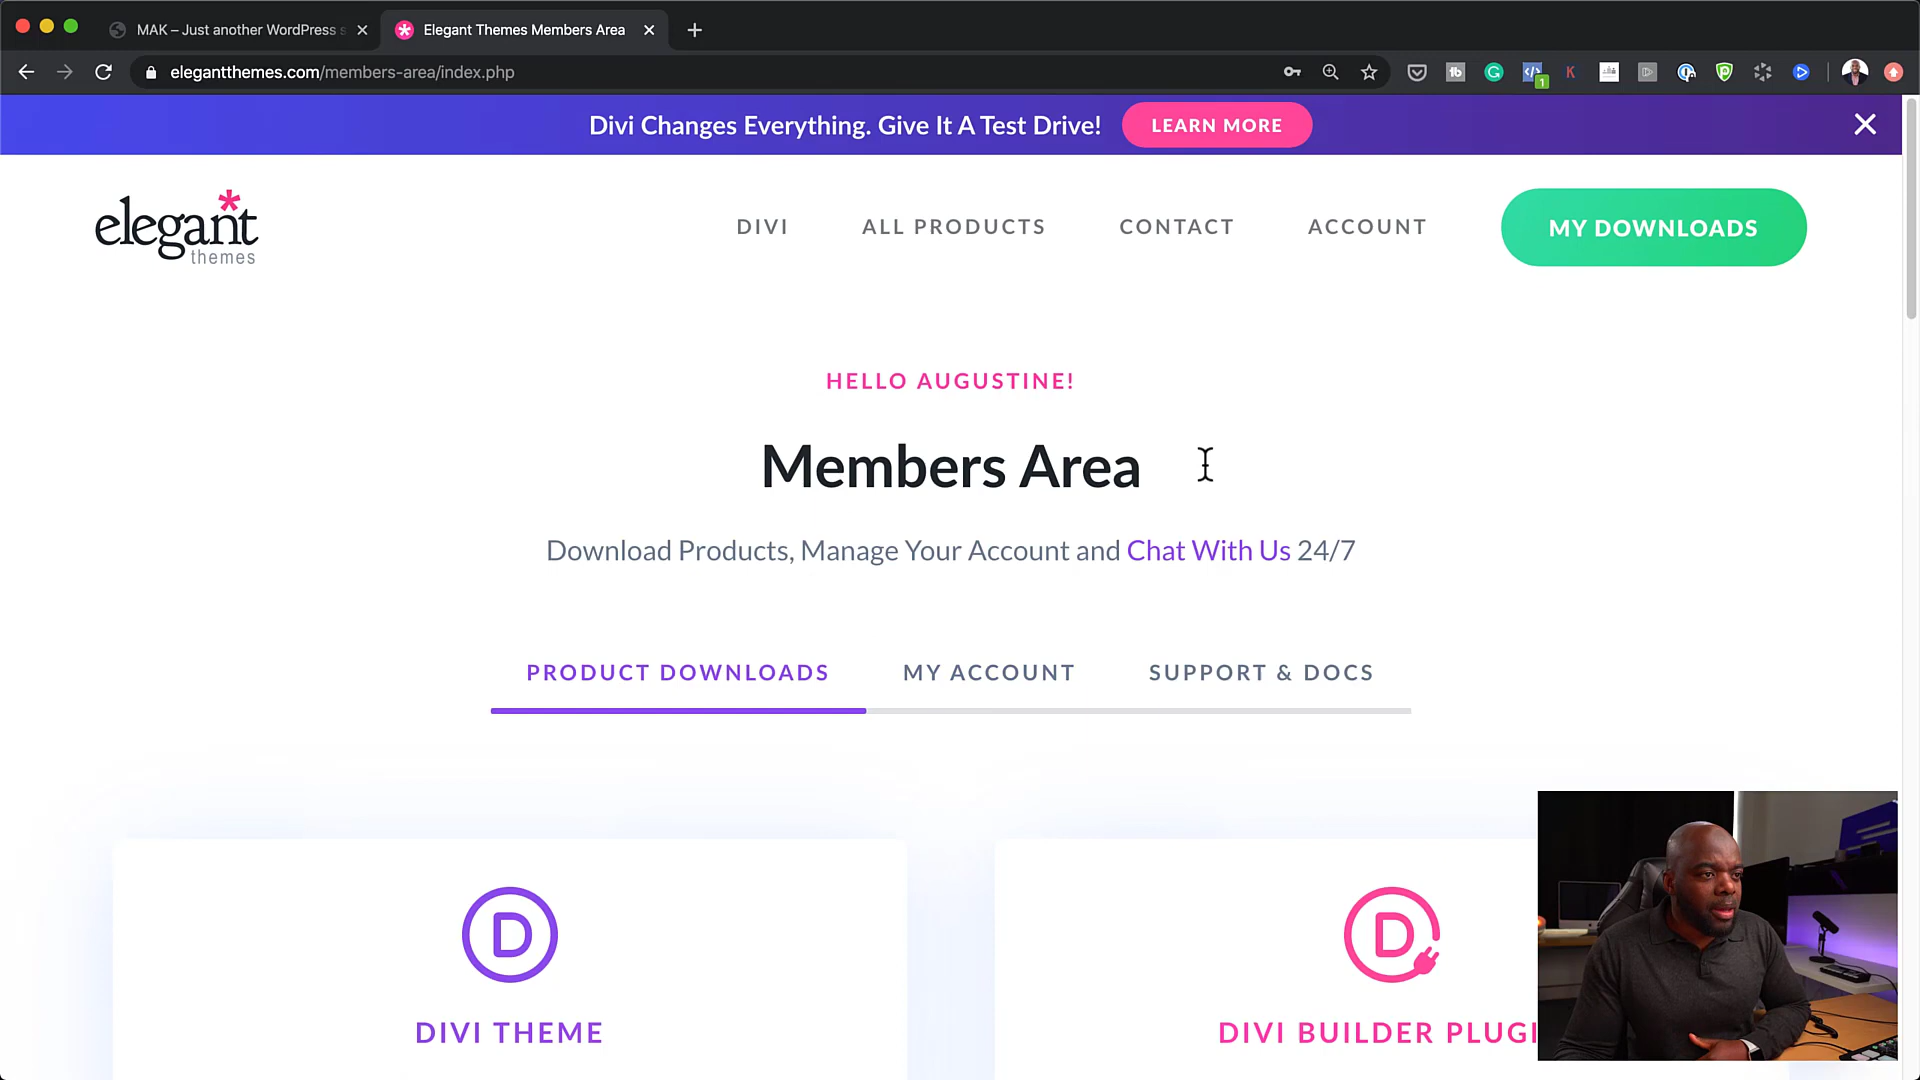 MAK – Just another WordPress s
Elegant Themes Members Area
elegantthemes.com/members-area/index.php
1
Divi Changes Everything. Give It A Test Drive!
LEARN MORE
elegant
themes
DIVI
ALL PRODUCTS
CONTACT
ACCOUNT
MY DOWNLOADS
HELLO AUGUSTINE!
Members Area
Download Products, Manage Your Account and Chat With Us 24/7
PRODUCT DOWNLOADS
MY ACCOUNT
SUPPORT & DOCS
D
D
DIVI THEME
DIVI BUILDER PLUGI